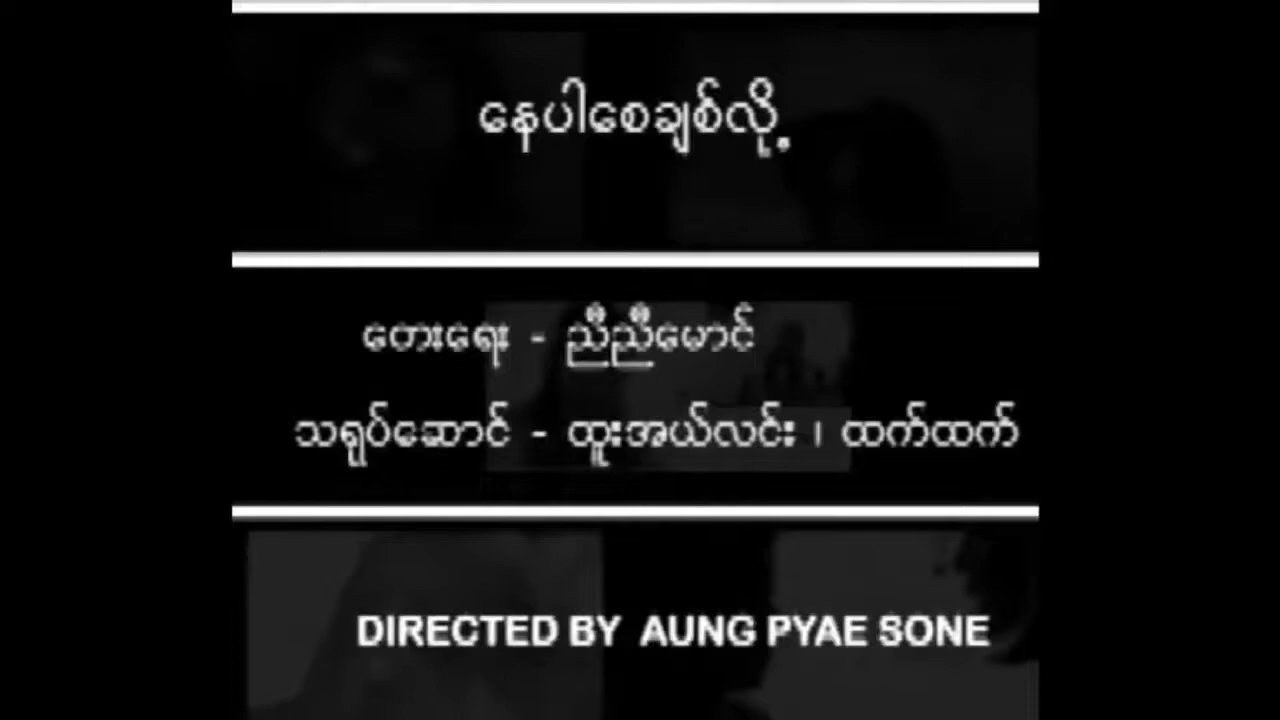 နေပါစေချစ်လို့
တေးရေး - ညီညီမောင်
သရုပ်ဆောင် - ထူးအယ်လင်း ၊ ထက်ထက်
DIRECTED BY AUNG PYAE SONE